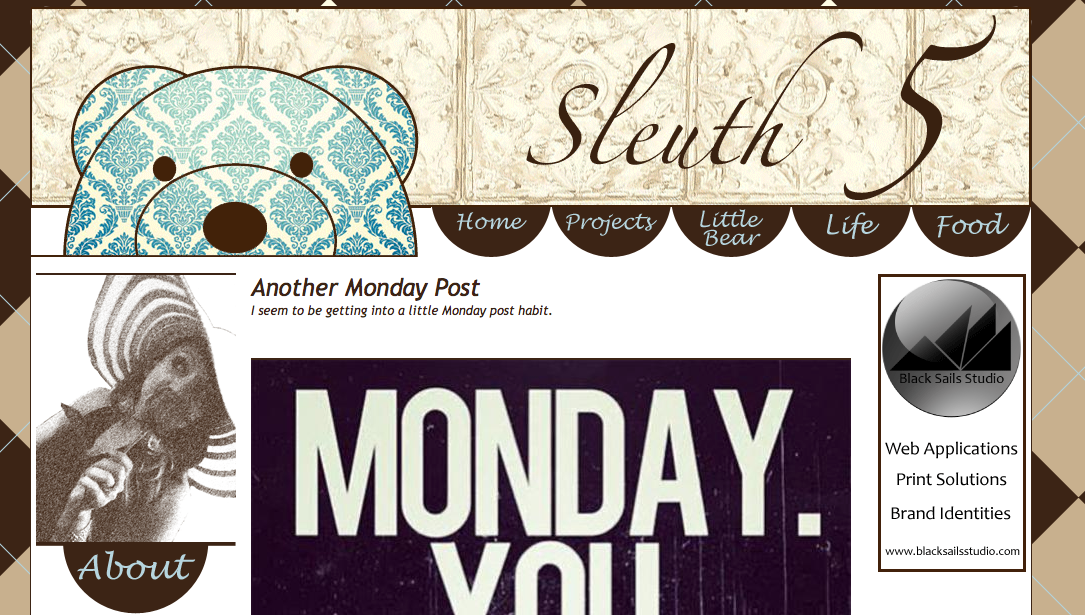 sleuth 5
Home
Projects
Little
Bear
Life
Food
Another Monday Post
I seem to be getting into a little Monday post habit.
MONDAY.
YOU
About
Black Sails Studio
Web Applications
Print Solutions
Brand Identities
www.blacksailsstudio.com